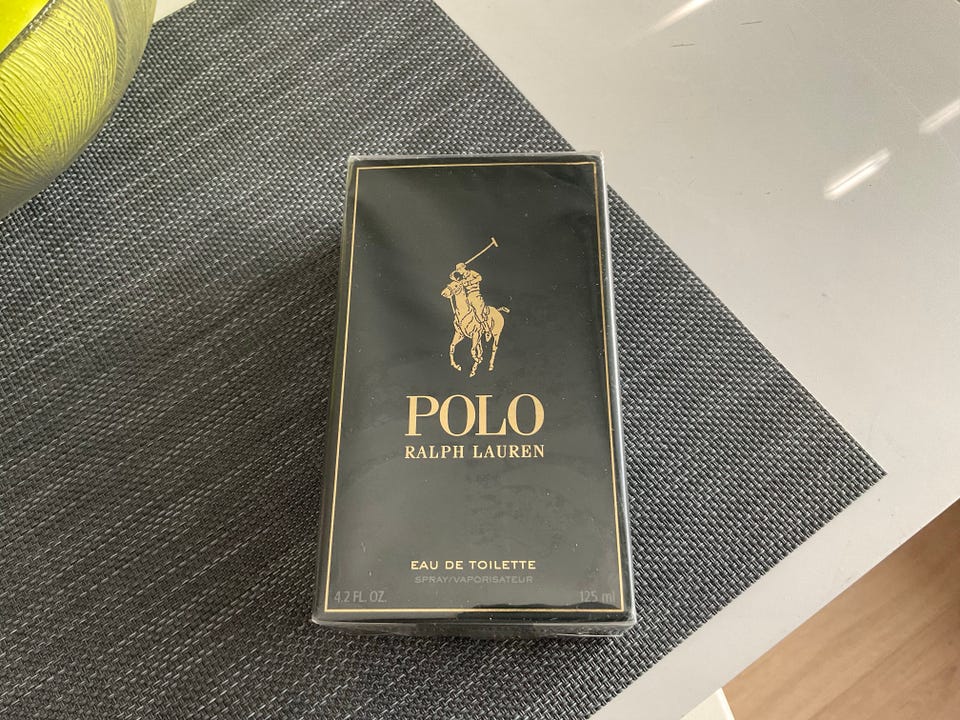 POLO
RALPH LAUREN
EAU DE TOILETTE
SPRAY/VAPORISATEUR
4.2 FL. OZ. 125 ml